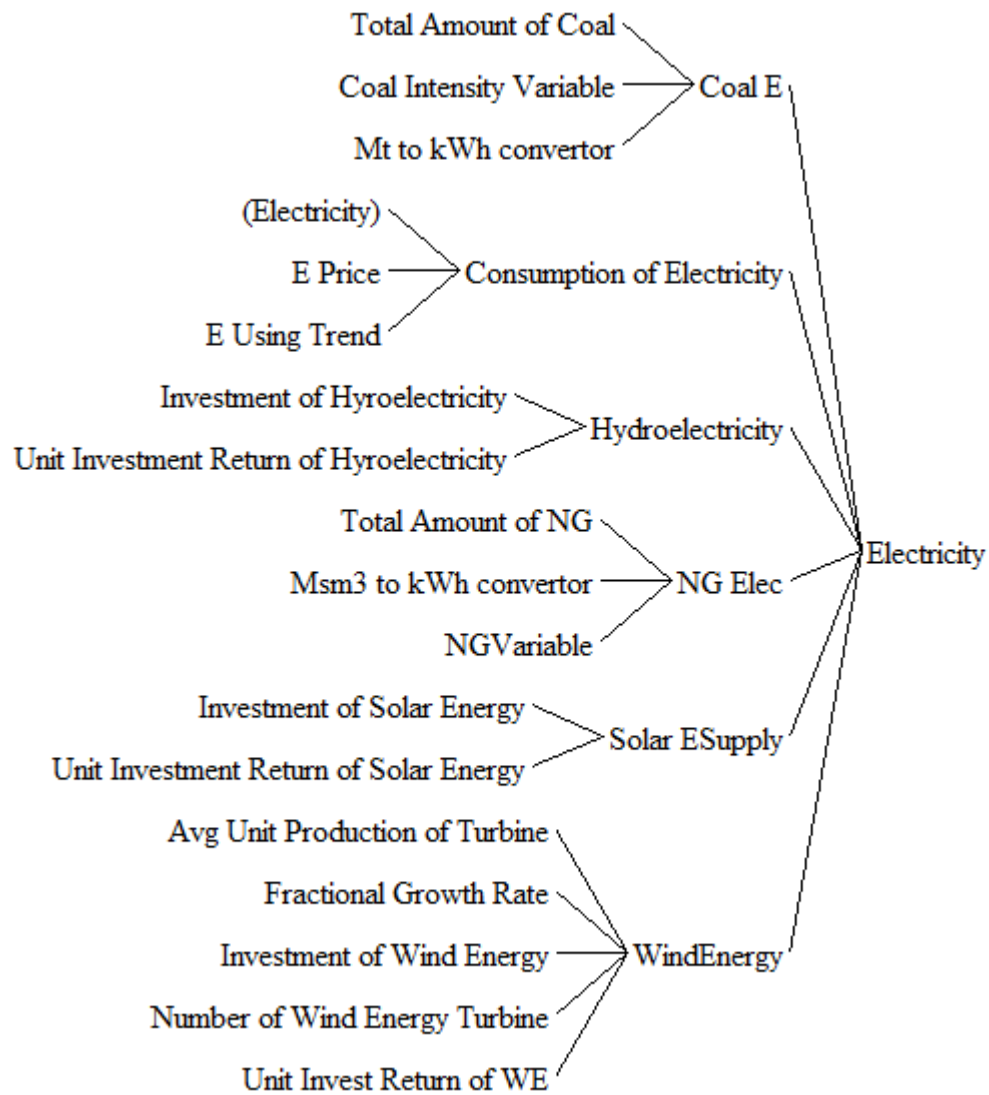 Total Amount of Coal
Coal Intensity Variable
Coal E
Mt to kWh convertor
(Electricity)
E Price
Consumption of Electricity
E Using Trend
Investment of Hyroelectricity
Hydroelectricity
Unit Investment Return of Hyroelectricity
Total Amount of NG
Electricity
Msm3 to kWh convertor
NG Elec
NGVariable
Investment of Solar Energy
Solar ESupply
Unit Investment Return of Solar Energy
Avg Unit Production of Turbine
Fractional Growth Rate
Investment of Wind Energy
WindEnergy
Number of Wind Energy Turbine
Unit Invest Return of WE